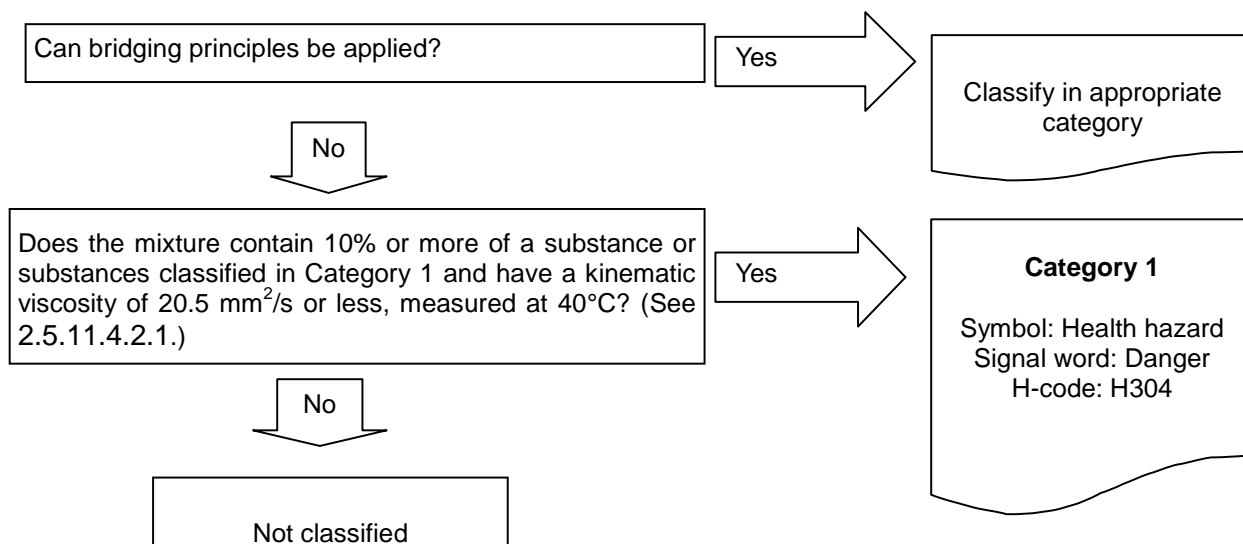 Can bridging principles be applied?
Yes
Classify in appropriate
category
No
Does the mixture contain 10% or more of a substance or
substances classified in Category 1 and have a kinematic
viscosity of 20.5 mm²/s or less, measured at 40°C? (See
2.5.11.4.2.1.)
Yes
Category 1
Symbol: Health hazard
Signal word: Danger
H-code: H304
No
Not classified